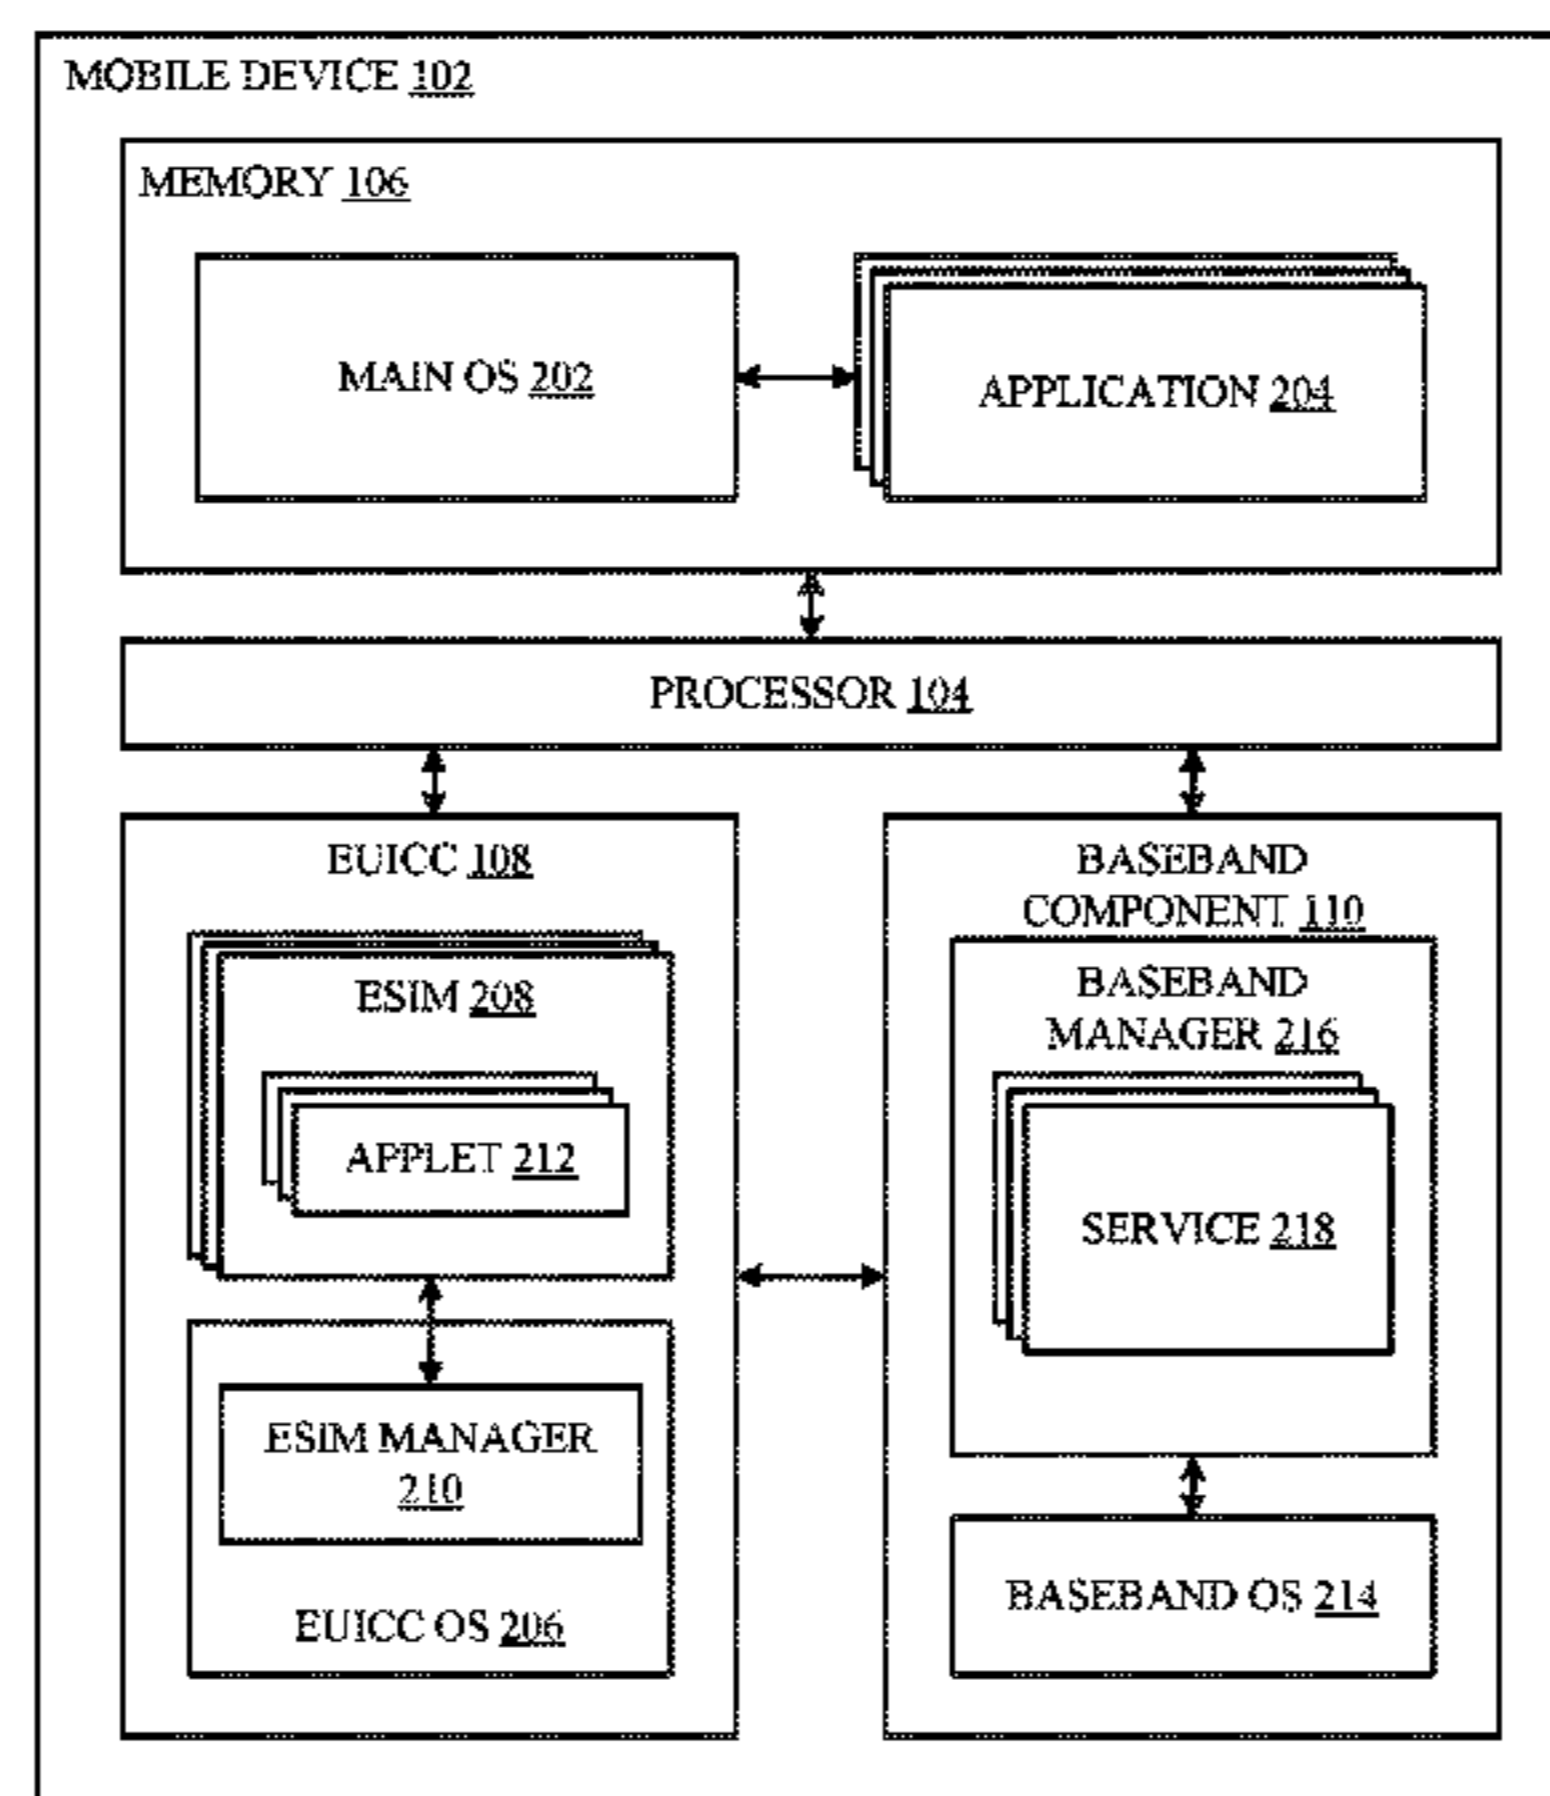 MOBILE DEVICE 102
MEMORY 106
MAIN OS 202
APPLICATION 204
PROCESSOR 104
EUICC 108
ESIM 208
APPLET 212
ESIM MANAGER
210
EUICC OS 206
BASEBAND
COMPONENT 110
BASEBAND
MANAGER 216
SERVICE 218
BASEBAND OS 214